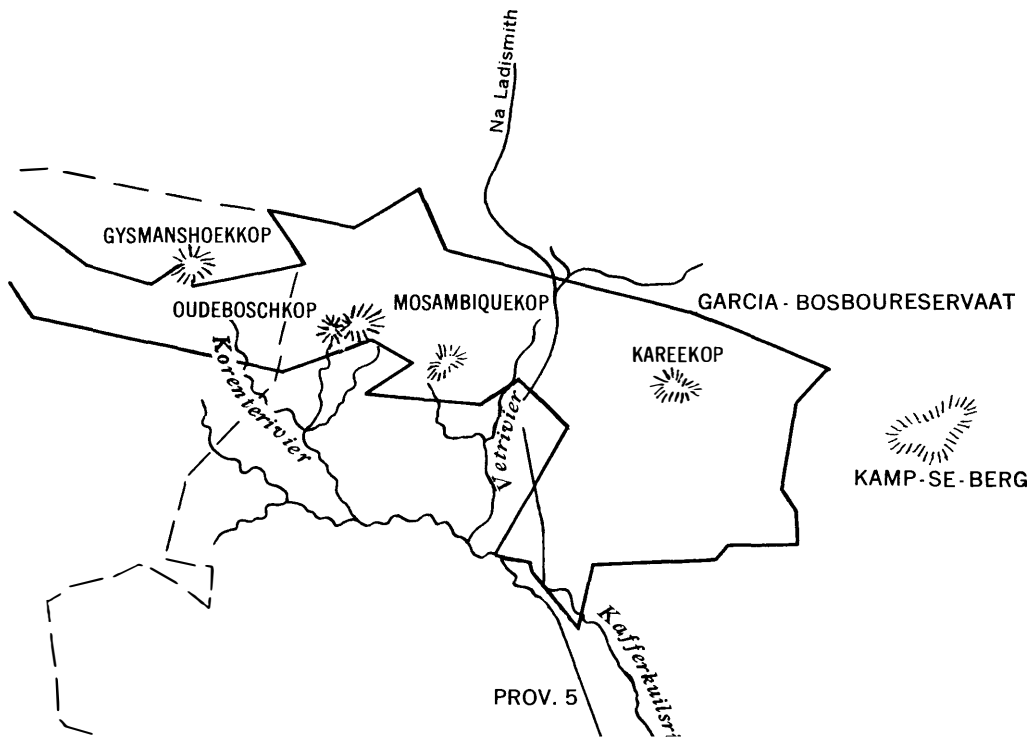 Na Ladismith
GYSMANSHOEKKOP
OUDEBOSCHKOP
MOSAMBIQUEKOP
GARCIA - BOSBOURESERVAAT
KAREEKOP
Korenterivier
Vetrivier
KAMP-SE-BERG
Kafferkuilsri
PROV. 5